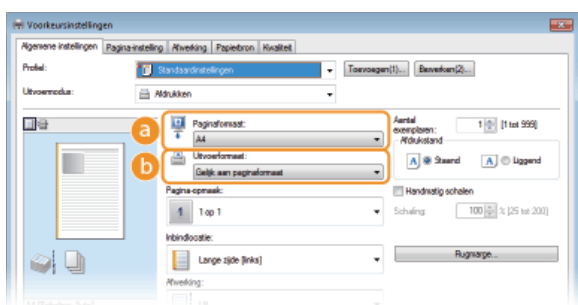 Voorkeursinstellingen
Algemene instellingen Pagina-instelling Afwerking Papierbron Kwaliteit
Profiel: Standaardinstellingen Toevoegen(1)... Bewerken(2)...
Uitvoermodus: Afdrukken
a Paginaformaat: A4
Aantal exemplaren: 1 [1 tot 999]
b Uitvoerformaat: Gelijk aan paginaformaat
Afdrukstand
A Staand A Liggend
Pagina-opmaak:
1 1 op 1
Handmatig schalen
Schaling: 100 % [25 tot 200]
Inbindlocatie:
Lange zijde [links]
Rugmarge...
Afwerking: